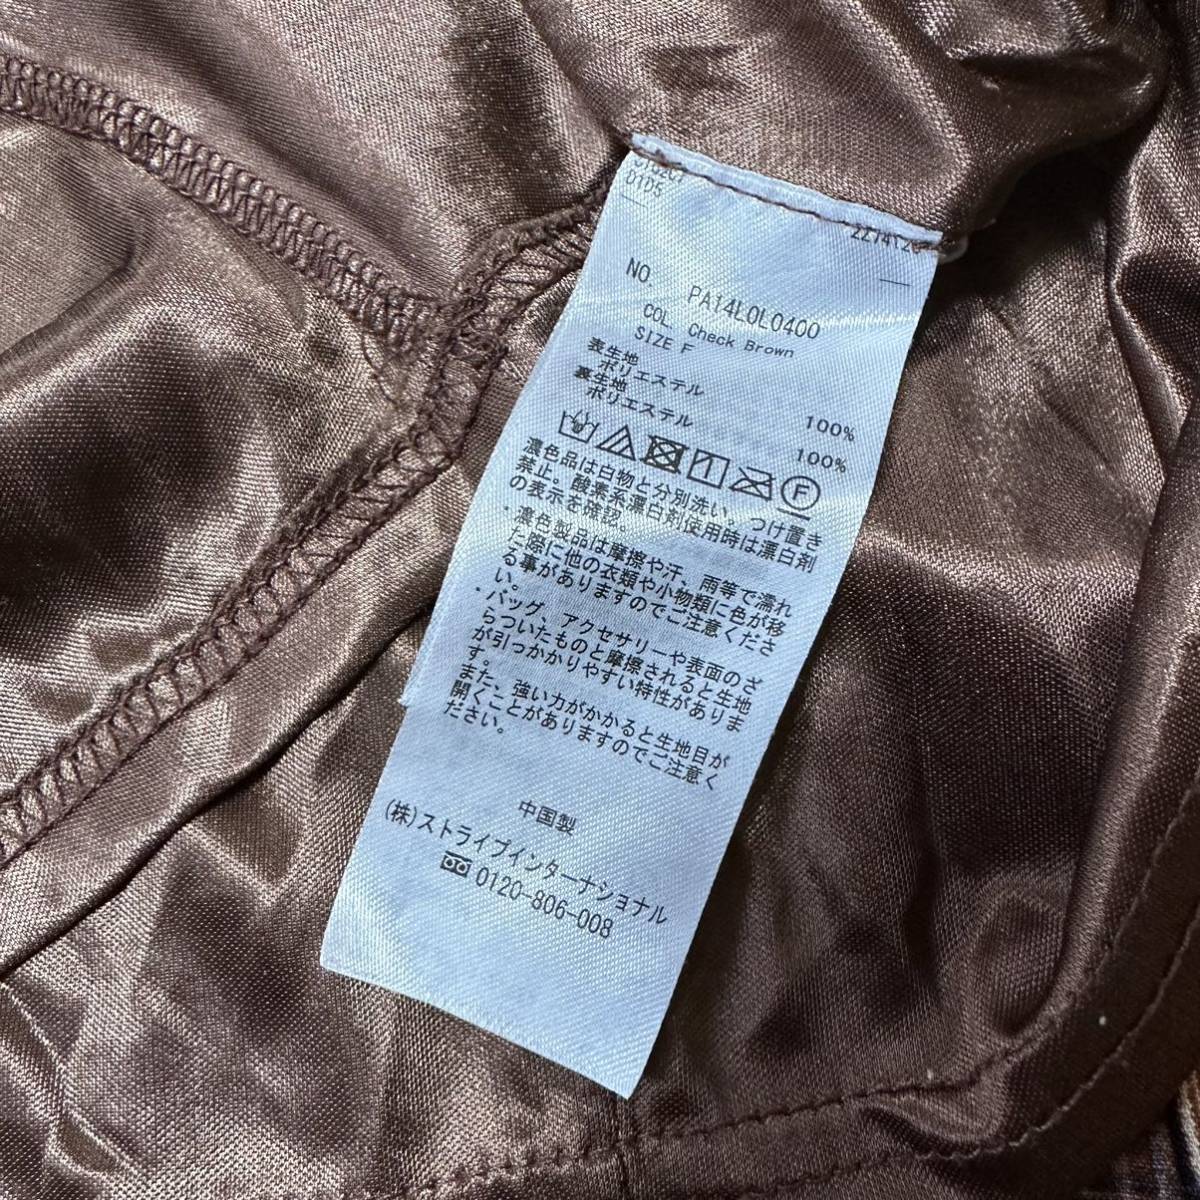 01D5
NO. PA14L0L0400
COL. Check Brown
SIZE F
表生地
ポリエステル 100%
裏生地
ポリエステル 100%
F
濃色品は白物と分別洗い。つけ置き
禁止。酸素系漂白剤使用時は漂白剤
の表示を確認。
・濃色製品は摩擦や汗、雨等で濡れ
た際に他の衣類や小物類に色が移
る事がありますのでご注意くださ
い。
・バッグ、アクセサリーや表面のざ
らついたものと摩擦されると生地
が引っかかりやすい特性がありま
す。
また、強い力がかかると生地目が
開くことがありますのでご注意く
ださい。
中国製
(株)ストライプインターナショナル
0120-806-008